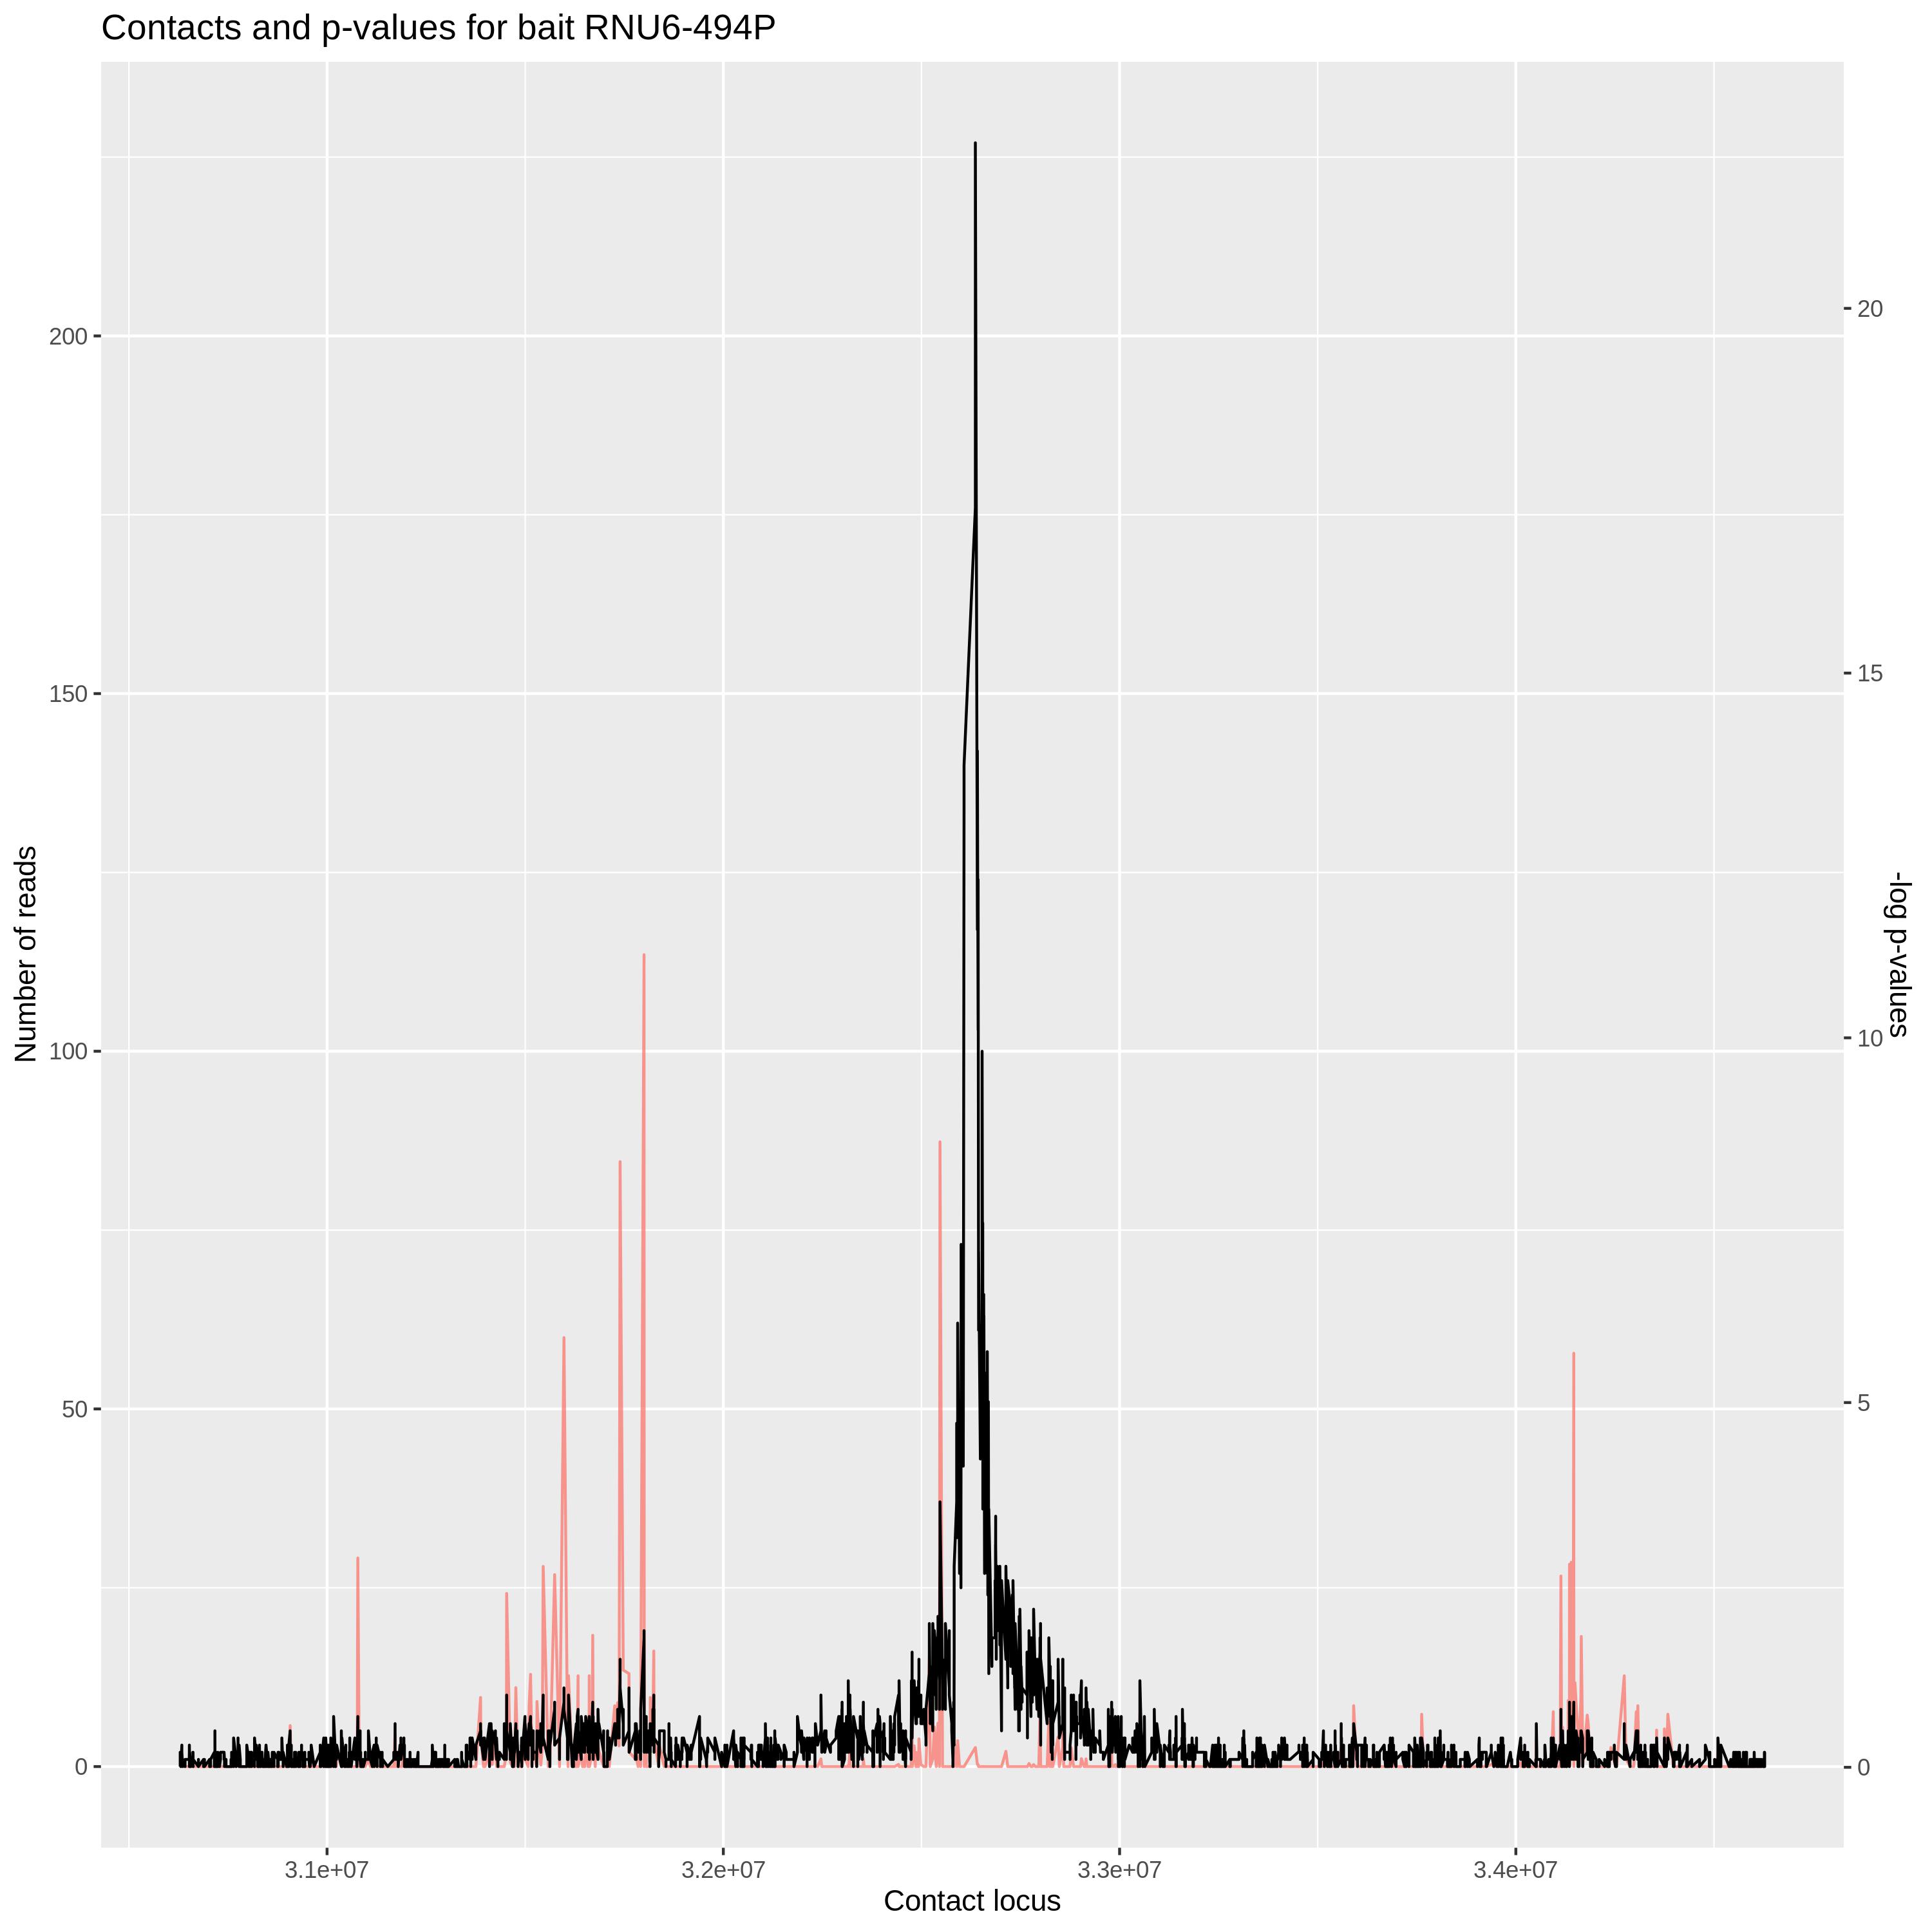 Contacts and p-values for bait RNU6-494P
Number of reads
200
150
100
50
0
20
15
10
5
0
-log p-values
3.1e+07
3.2e+07
3.3e+07
3.4e+07
Contact locus